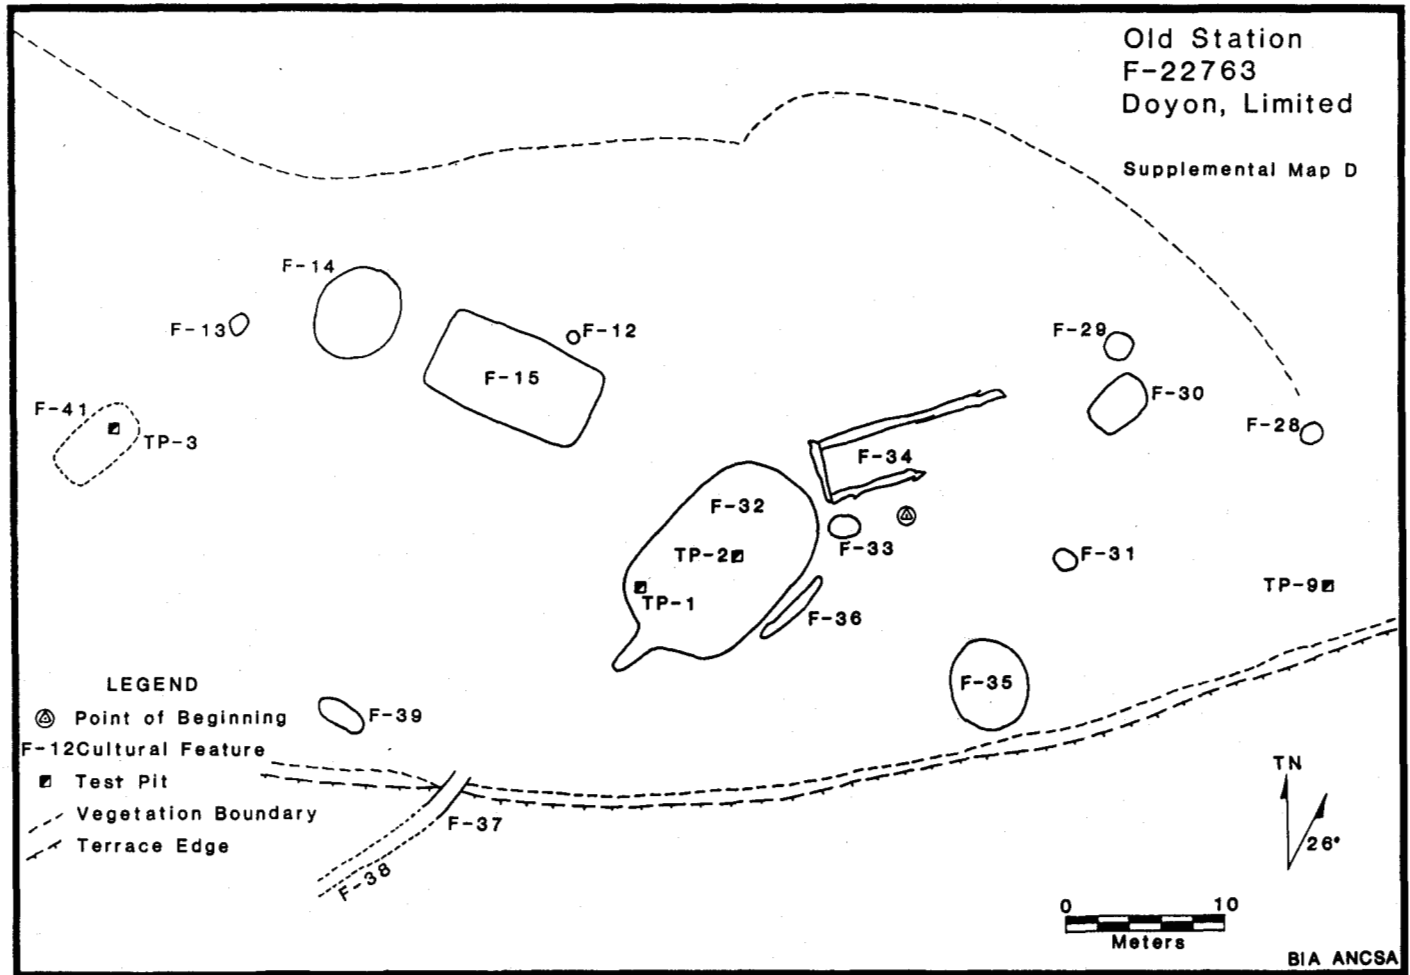 Old Station
F-22763
Doyon, Limited
Supplemental Map D
F-14
F-13
F-12
F-15
F-29
F-30
F-28
F-41
TP-3
F-34
F-32
F-33
TP-2
F-31
TP-1
TP-9
F-36
F-35
LEGEND
Point of Beginning
F-12 Cultural Feature
Test Pit
Vegetation Boundary
Terrace Edge
F-39
F-37
F-38
TN
26°
0 10
Meters
BIA ANCSA